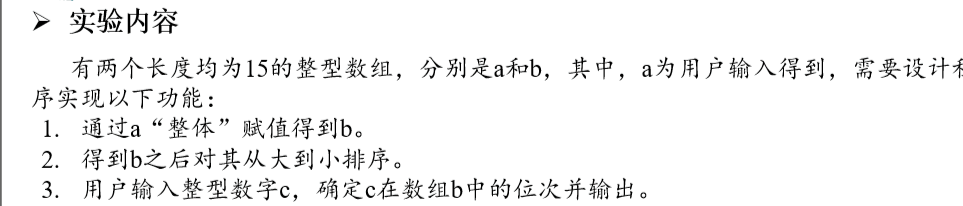 ➢ 实验内容
有两个长度均为15的整型数组，分别是a和b，其中，a为用户输入得到，需要设计程
序实现以下功能：
1. 通过a“整体”赋值得到b。
2. 得到b之后对其从大到小排序。
3. 用户输入整型数字c，确定c在数组b中的位次并输出。